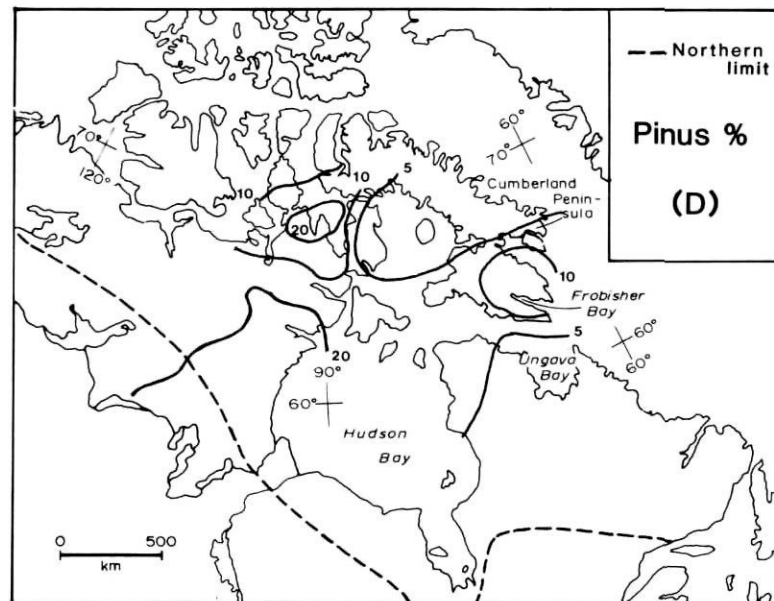 Northern
limit
Pinus %
(D)
60°
70°
70°
120°
Cumberland
Penin-
sula
10
10
5
20
10
Frobisher
Bay
5
60°
60°
Ungava
Bay
20
90°
60°
Hudson
Bay
0 500
km